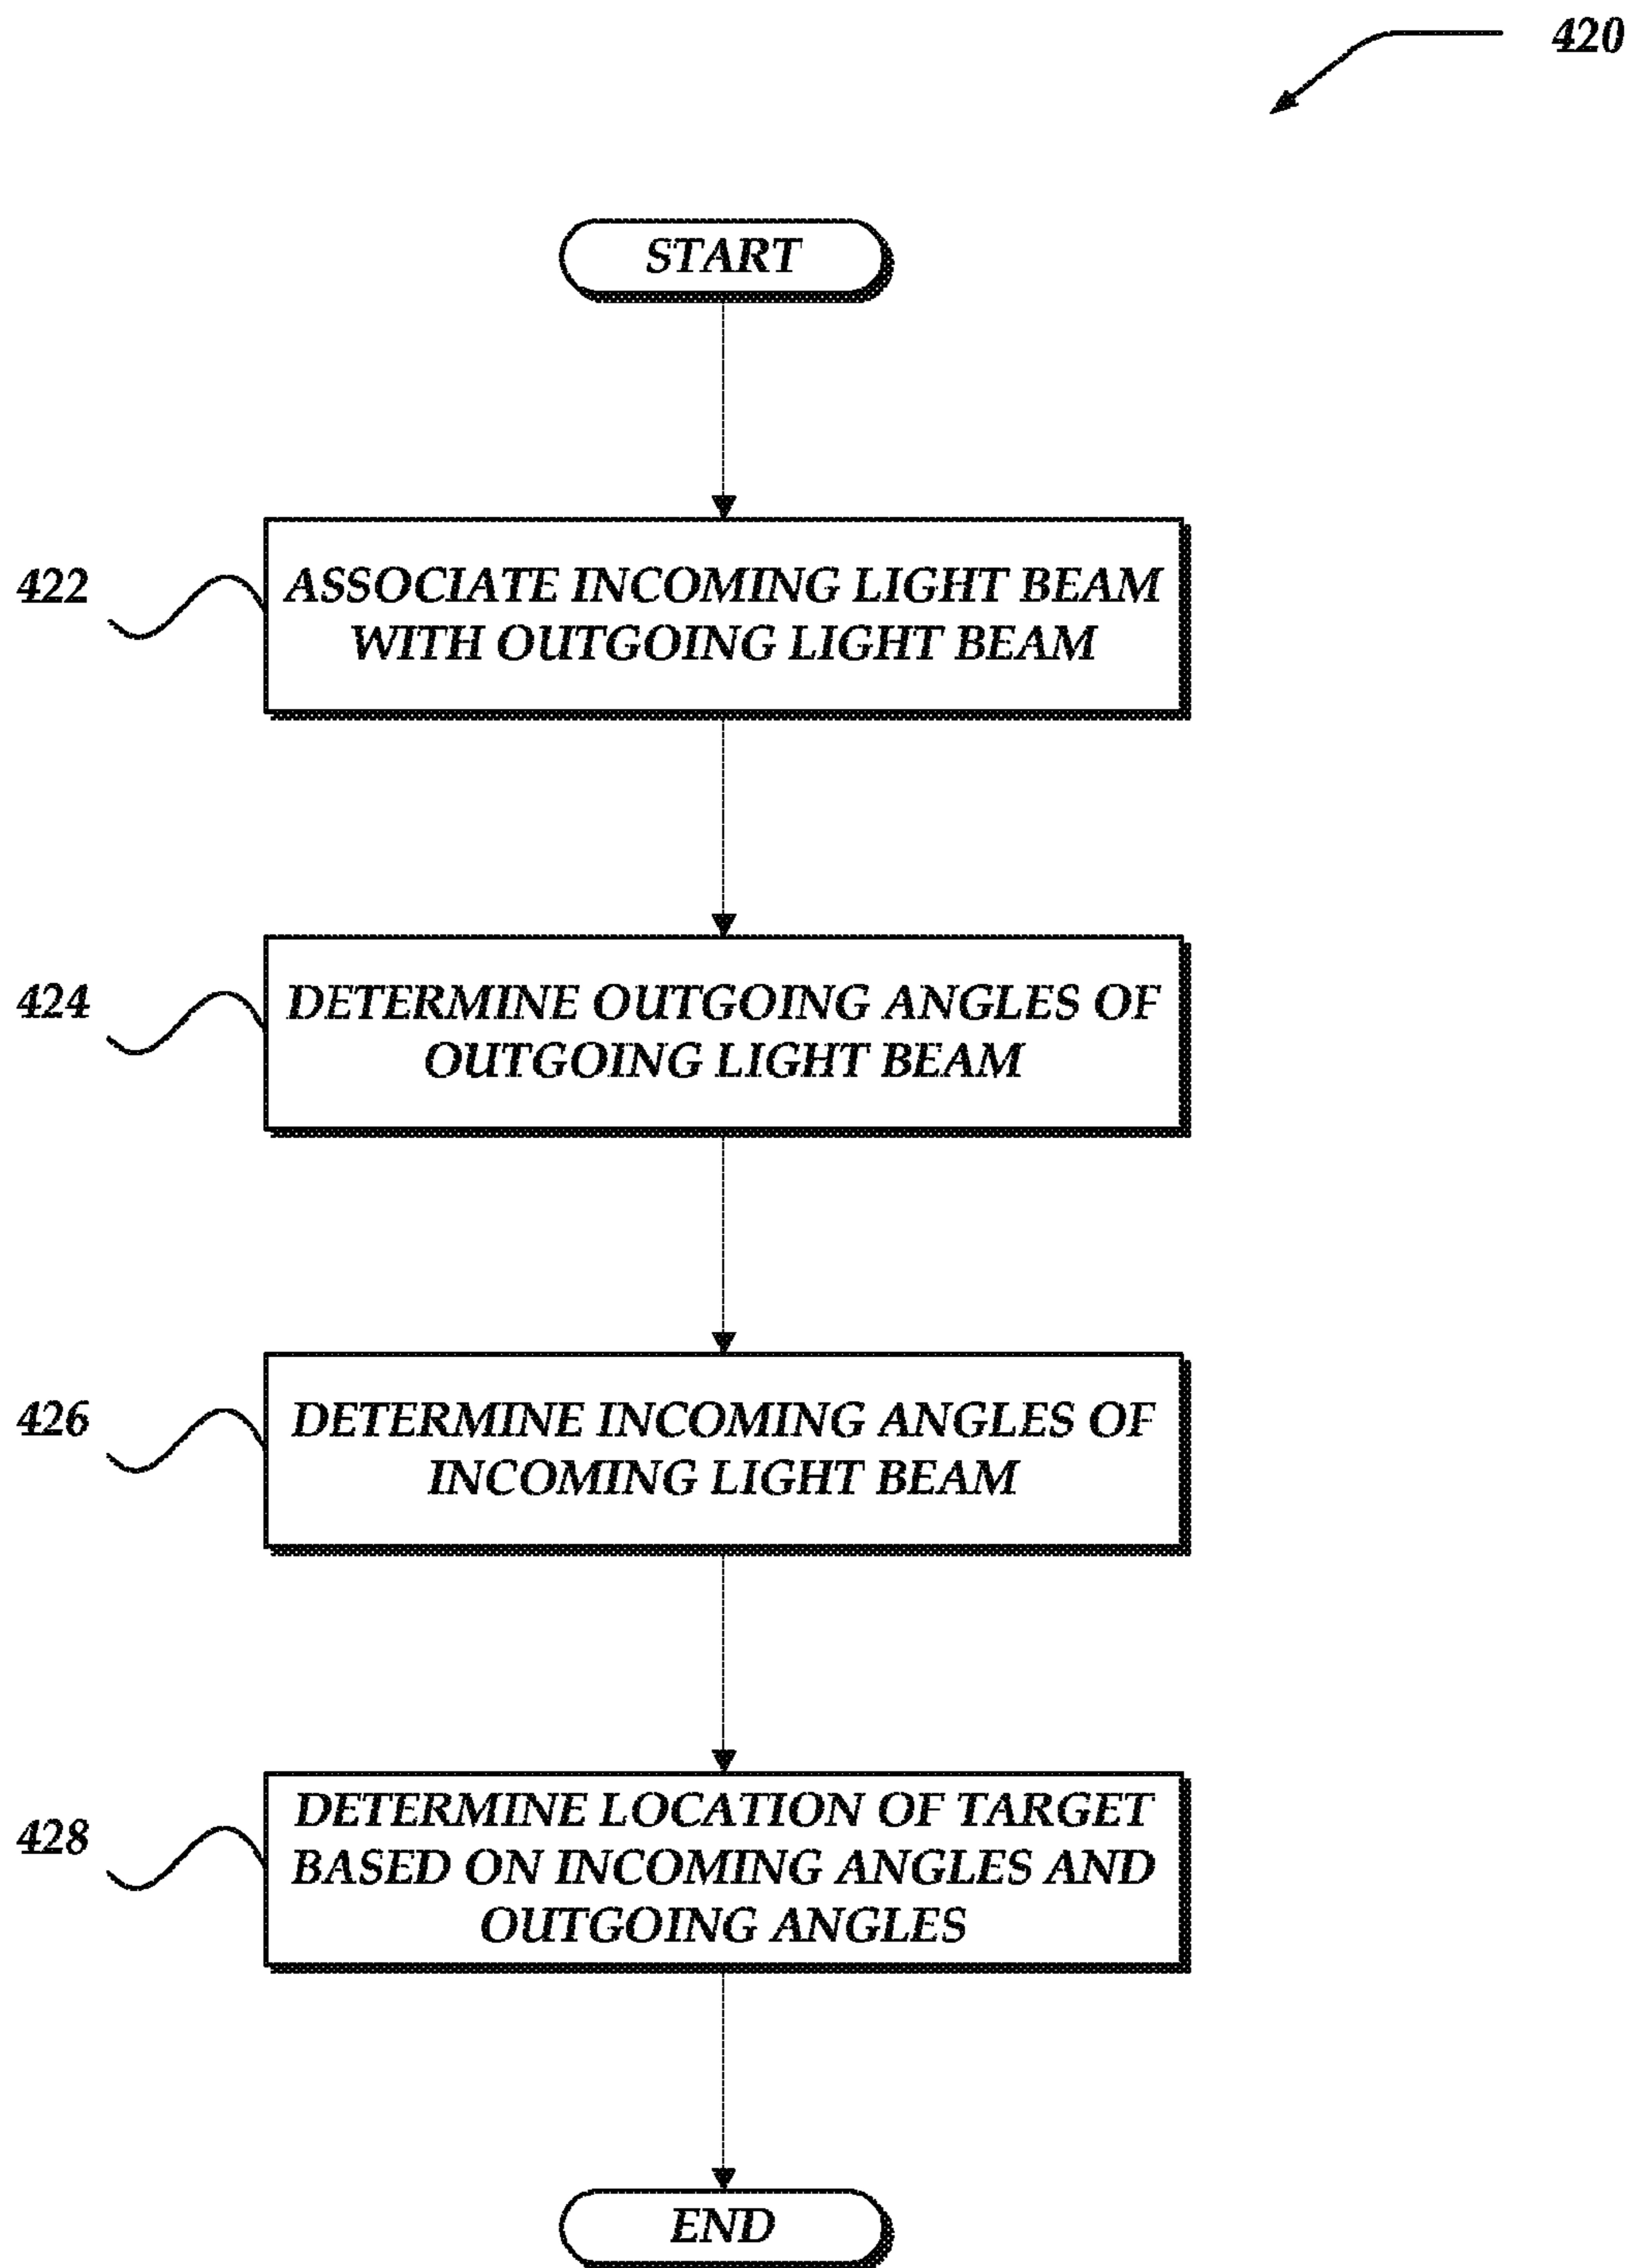 420
START
422
ASSOCIATE INCOMING LIGHT BEAM
WITH OUTGOING LIGHT BEAM
424
DETERMINE OUTGOING ANGLES OF
OUTGOING LIGHT BEAM
426
DETERMINE INCOMING ANGLES OF
INCOMING LIGHT BEAM
428
DETERMINE LOCATION OF TARGET
BASED ON INCOMING ANGLES AND
OUTGOING ANGLES
END